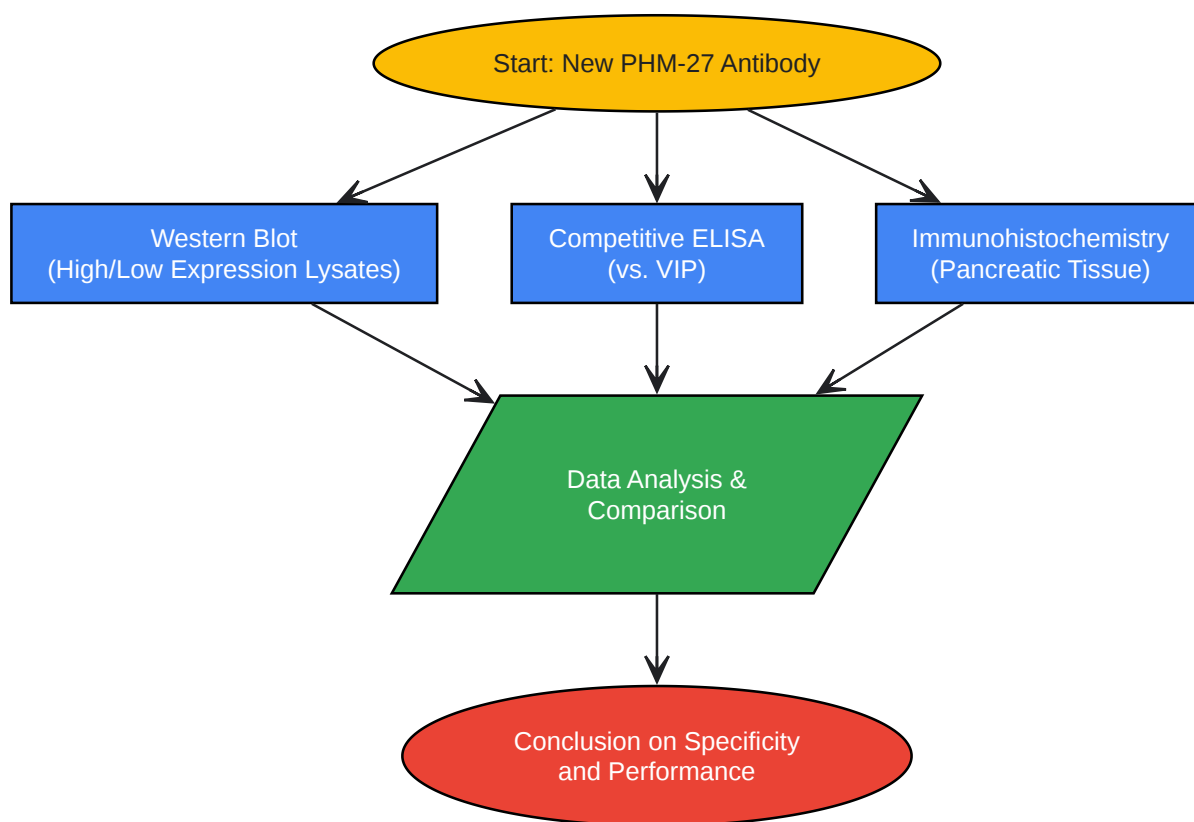 Start: New PHM-27 Antibody
Western Blot
(High/Low Expression Lysates)
Competitive ELISA
(vs. VIP)
Immunohistochemistry
(Pancreatic Tissue)
Data Analysis &
Comparison
Conclusion on Specificity
and Performance